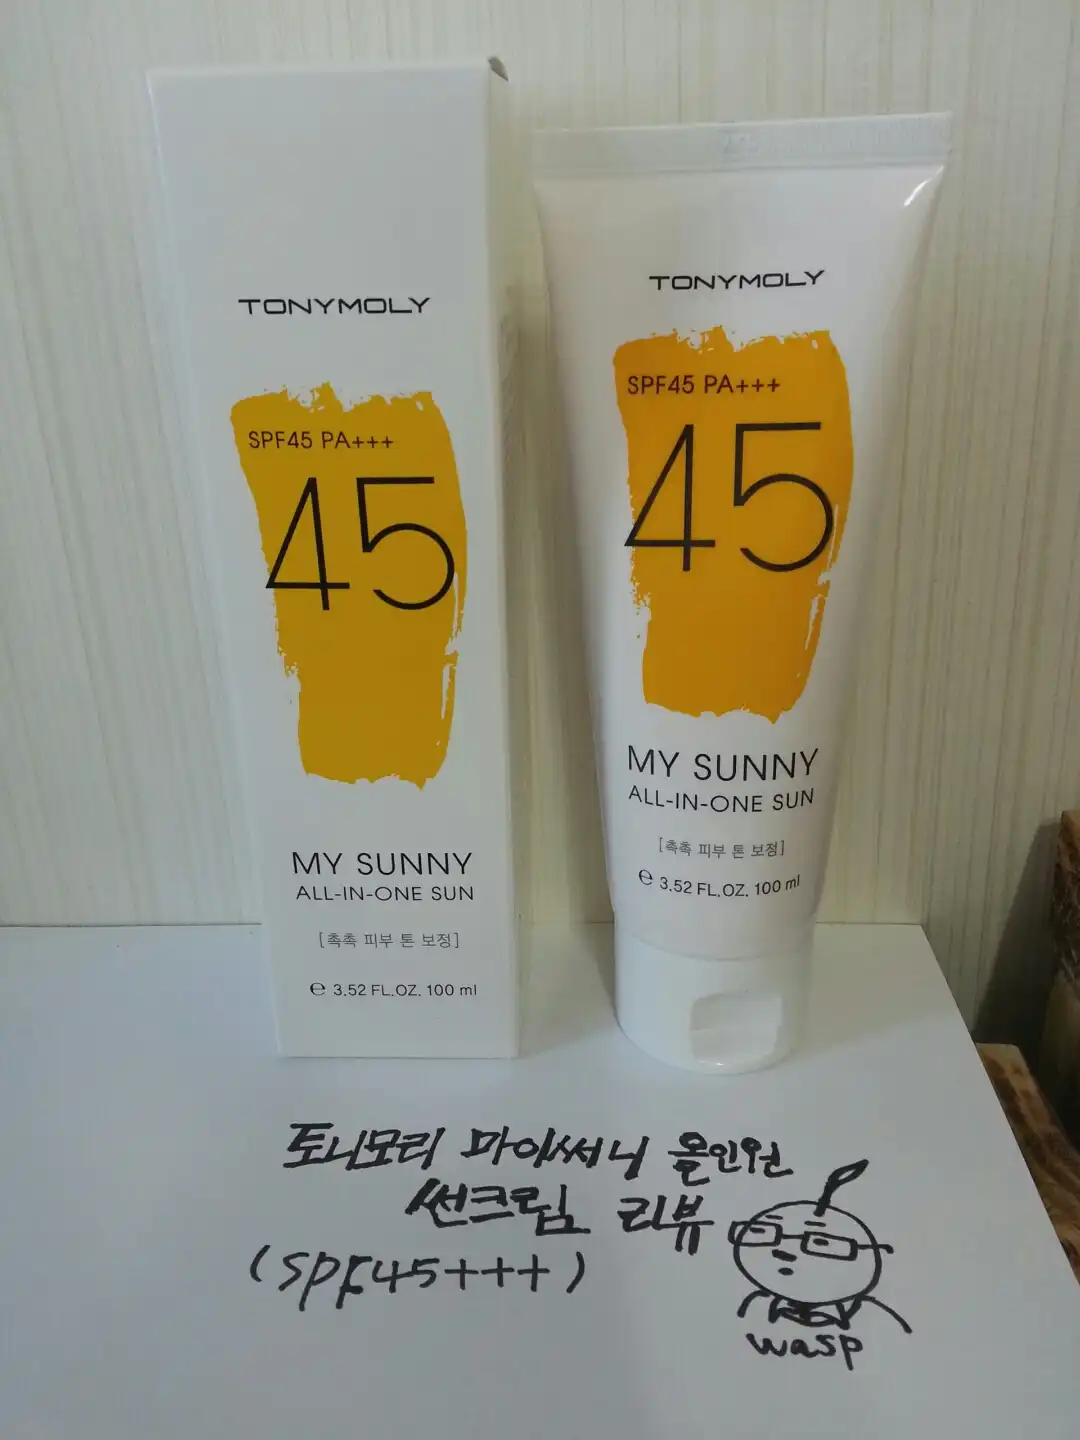 TONYMOLY
SPF45 PA+++
45
MY SUNNY
ALL-IN-ONE SUN
[촉촉 피부 톤 보정]
℮ 3.52 FL.OZ. 100 ml
TONYMOLY
SPF45 PA+++
45
MY SUNNY
ALL-IN-ONE SUN
[촉촉 피부 톤 보정]
℮ 3.52 FL.OZ. 100 ml
토니모리 마이써니 올인원
썬크림 리뷰
(SPF45+++)
wasp